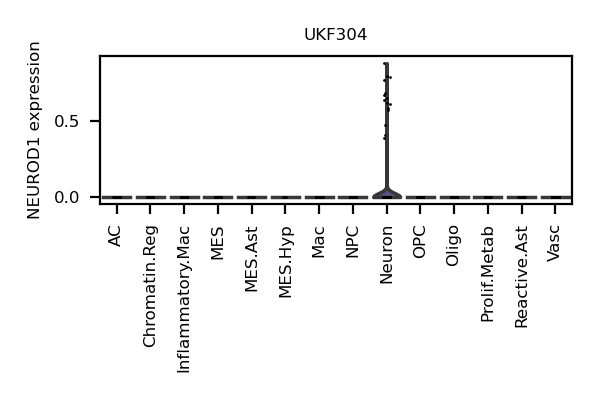 UKF304
NEUROD1 expression
0.5
0.0
AC
Chromatin.Reg
Inflammatory.Mac
MES
MES.Ast
MES.Hyp
Mac
NPC
Neuron
OPC
Oligo
Prolif.Metab
Reactive.Ast
Vasc